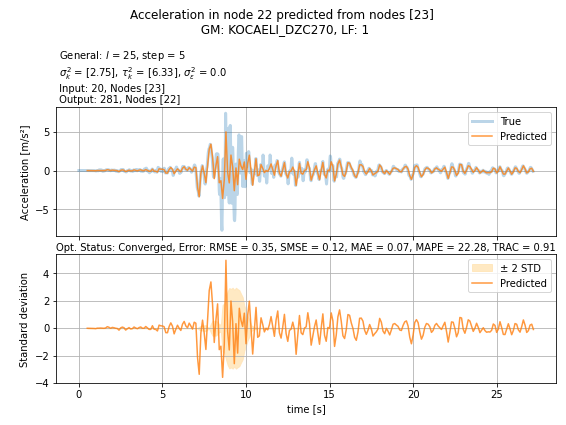 Acceleration in node 22 predicted from nodes [23]
GM: KOCAELI_DZC270, LF: 1
General: l = 25, step = 5
σ²ₖ = [2.75], τ²ₖ = [6.33], σ²ε = 0.0
Input: 20, Nodes [23]
Output: 281, Nodes [22]
Acceleration [m/s²]
5
0
−5
True
Predicted
Opt. Status: Converged, Error: RMSE = 0.35, SMSE = 0.12, MAE = 0.07, MAPE = 22.28, TRAC = 0.91
Standard deviation
4
2
0
−2
−4
± 2 STD
Predicted
0 5 10 15 20 25
time [s]